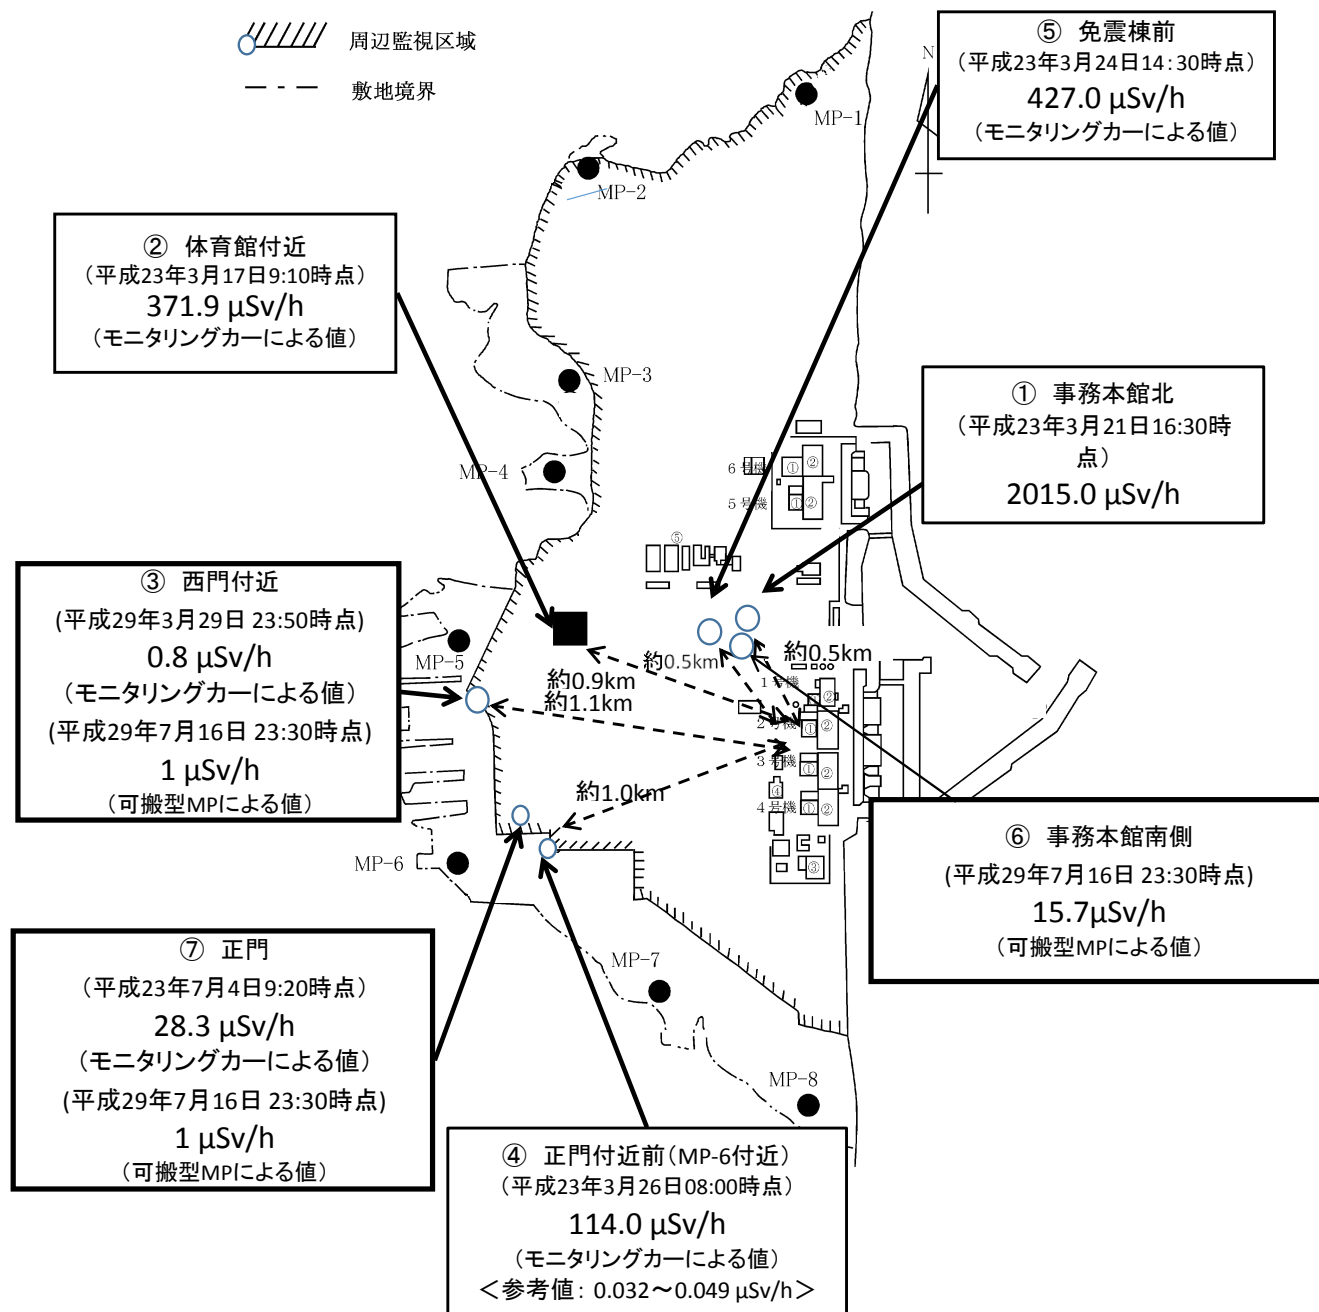 周辺監視区域
敷地境界
⑤ 免震棟前
（平成23年3月24日14:30時点）
427.0 μSv/h
（モニタリングカーによる値）
N
MP-1
MP-2
② 体育館付近
（平成23年3月17日9:10時点）
371.9 μSv/h
（モニタリングカーによる値）
MP-3
① 事務本館北
（平成23年3月21日16:30時
点）
2015.0 μSv/h
MP-4
6号機
① ②
5号機
① ②
⑤
③ 西門付近
(平成29年3月29日 23:50時点)
0.8 μSv/h
（モニタリングカーによる値）
(平成29年7月16日 23:30時点)
1 μSv/h
（可搬型MPによる値）
MP-5
約0.5km
約0.5km
約0.9km
約1.1km
1号機
②
2号機
① ②
3号機
① ②
④
約1.0km
4号機
① ②
③
MP-6
⑥ 事務本館南側
(平成29年7月16日 23:30時点)
15.7μSv/h
（可搬型MPによる値）
⑦ 正門
（平成23年7月4日9:20時点）
28.3 μSv/h
（モニタリングカーによる値）
(平成29年7月16日 23:30時点)
1 μSv/h
（可搬型MPによる値）
MP-7
MP-8
④ 正門付近前（MP-6付近）
（平成23年3月26日08:00時点）
114.0 μSv/h
（モニタリングカーによる値）
＜参考値： 0.032～0.049 μSv/h＞